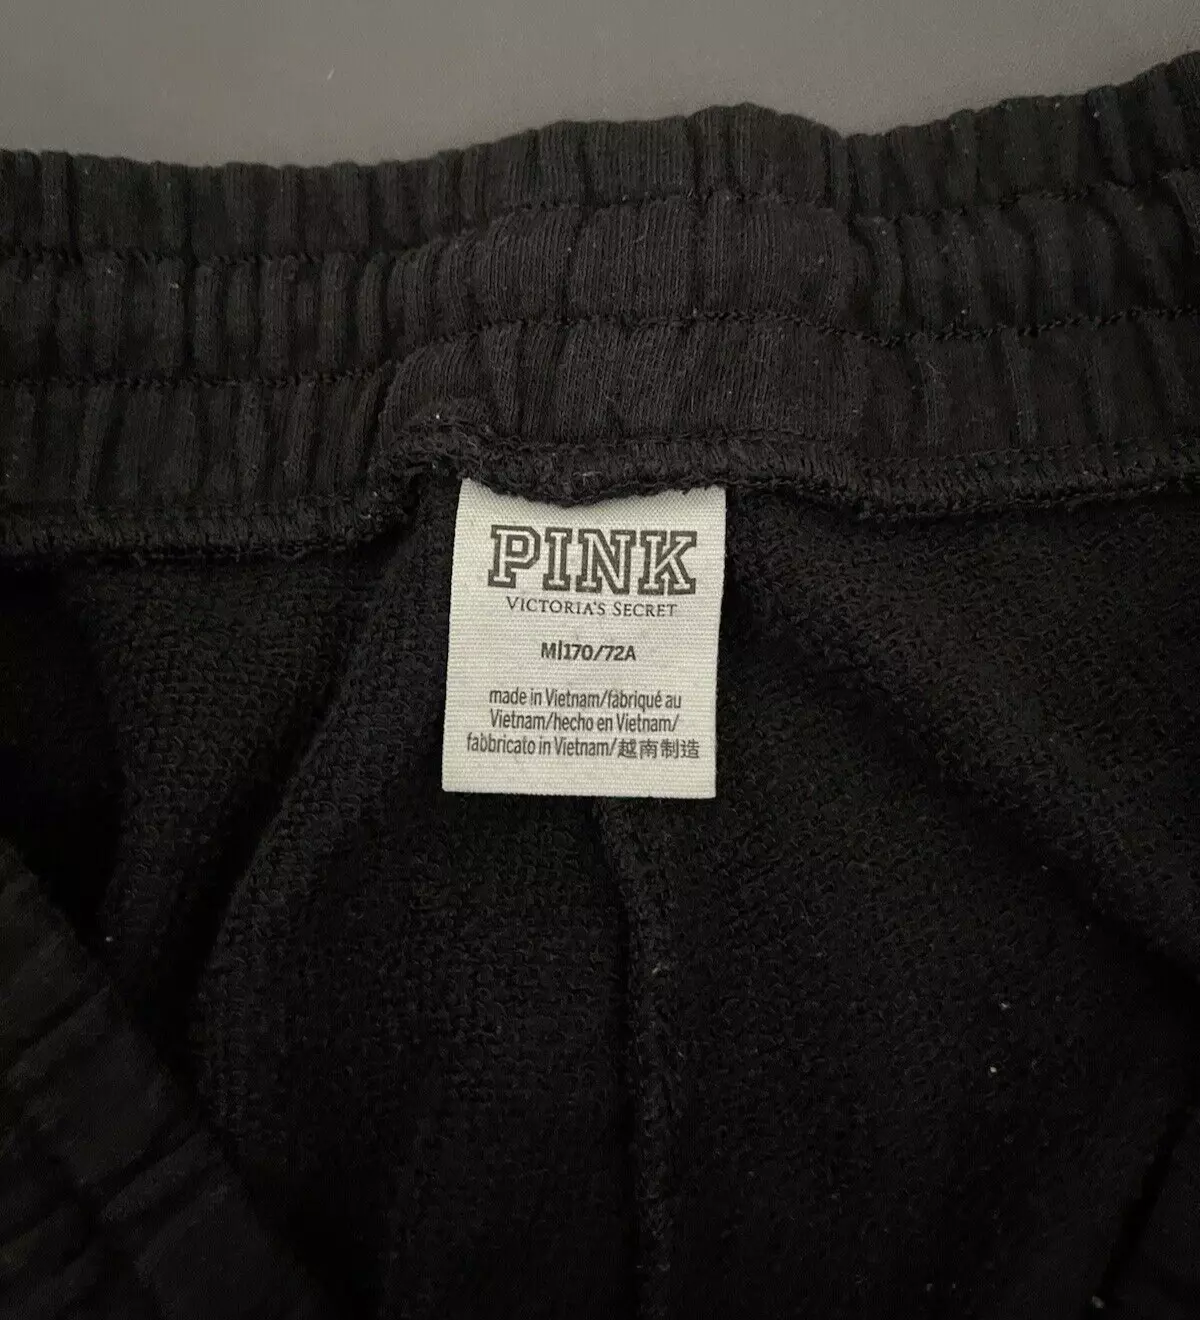 PINK
VICTORIA'S SECRET
M|170/72A
made in Vietnam/fabriqué au
Vietnam/hecho en Vietnam/
fabbricato in Vietnam/越南制造